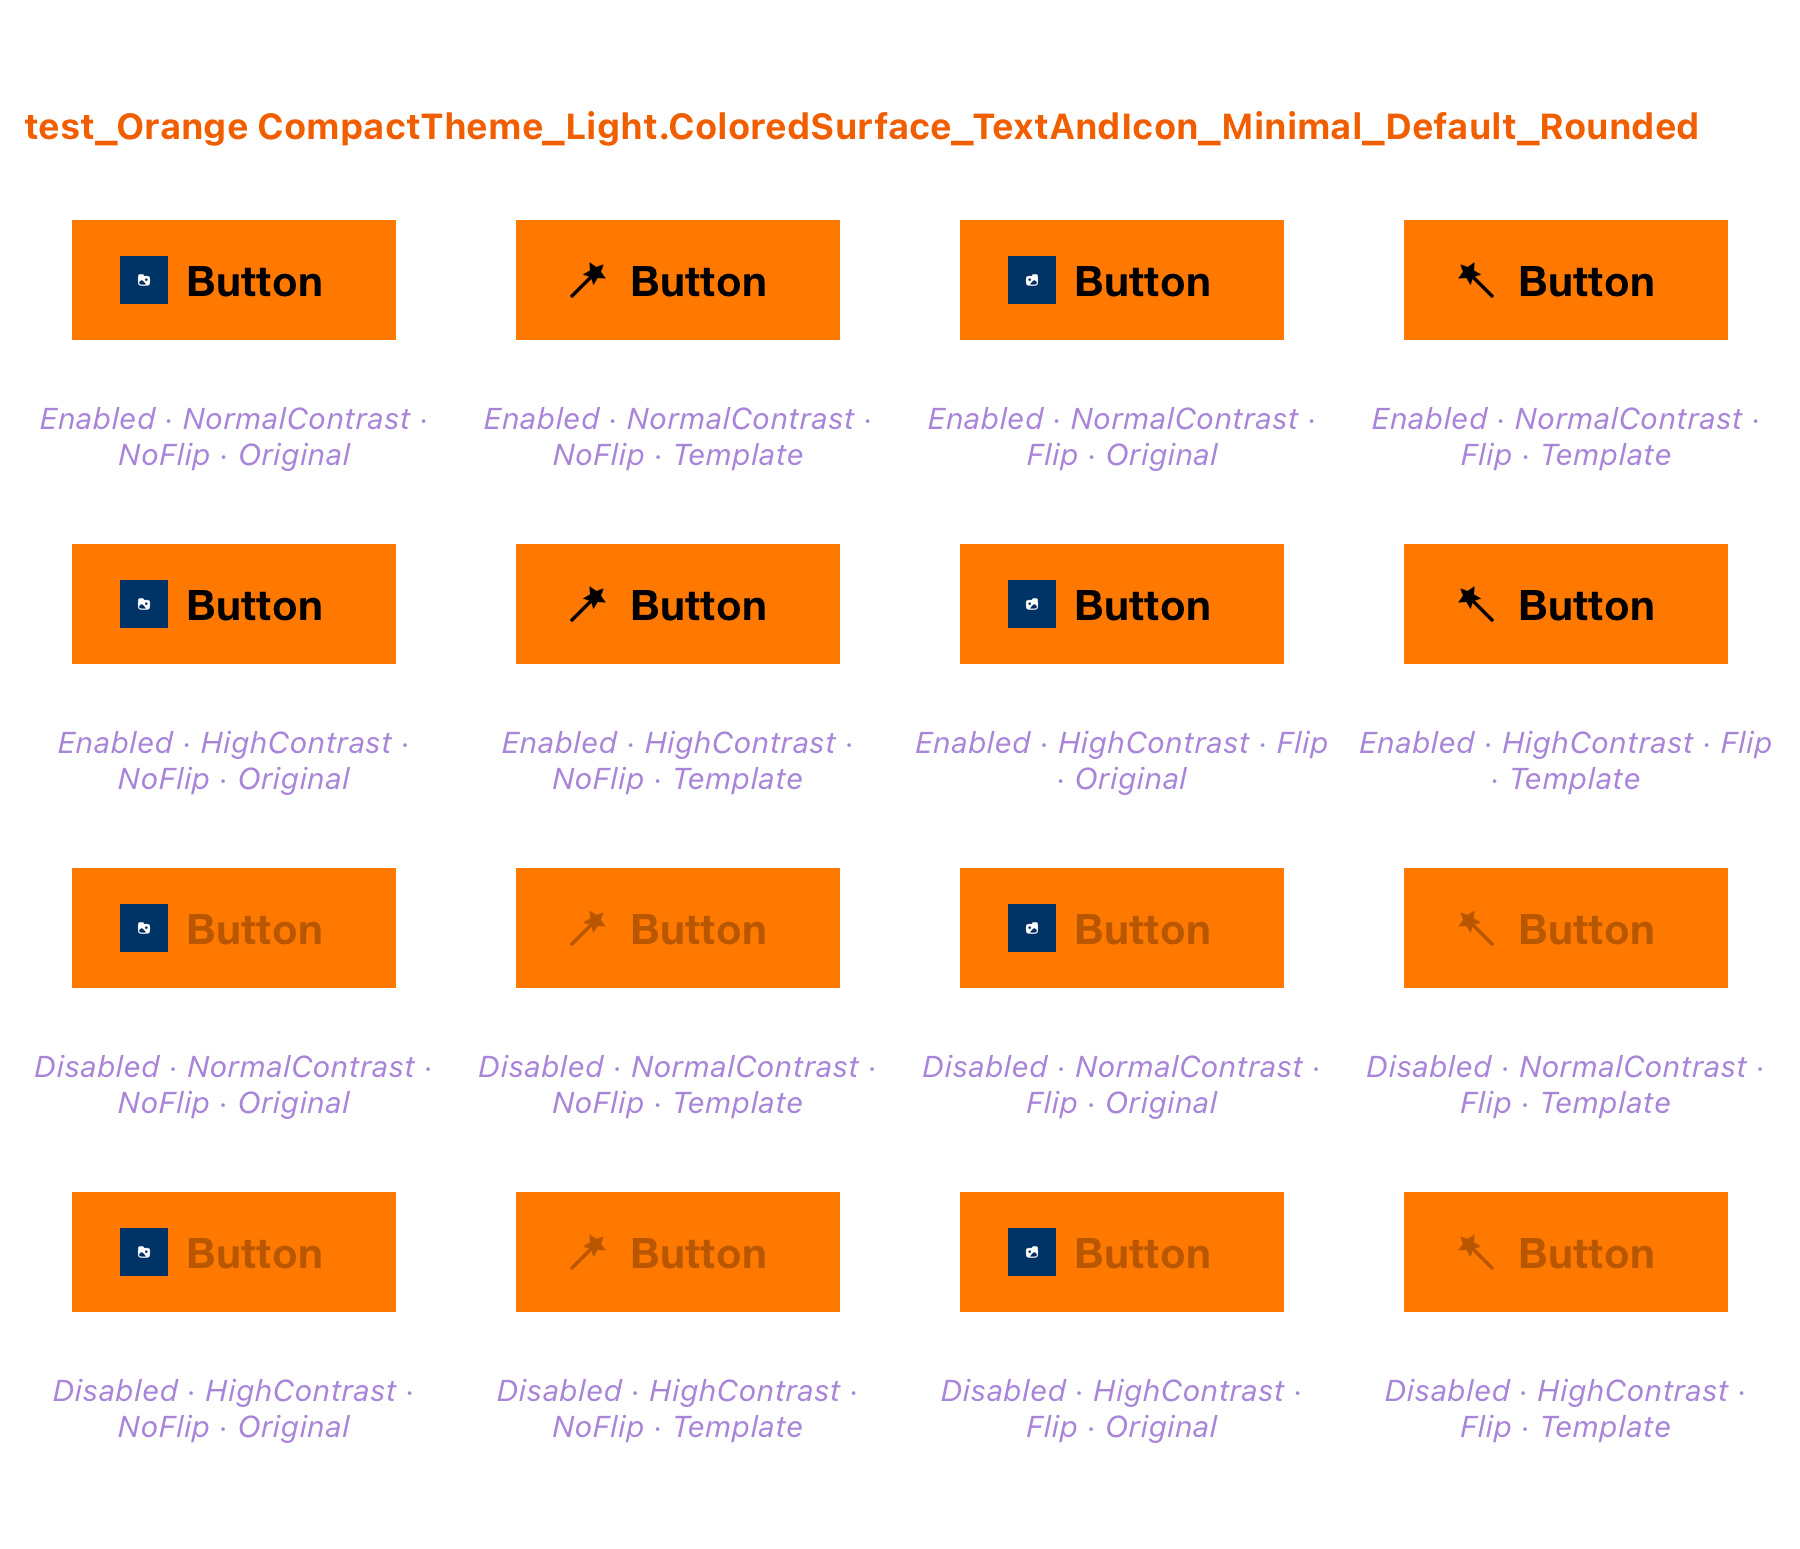 test_Orange CompactTheme_Light.ColoredSurface_TextAndIcon_Minimal_Default_Rounded
Button Button Button Button
Enabled · NormalContrast · Enabled · NormalContrast · Enabled · NormalContrast · Enabled · NormalContrast ·
NoFlip · Original NoFlip · Template Flip · Original Flip · Template
Button Button Button Button
Enabled · HighContrast · Enabled · HighContrast · Enabled · HighContrast · Flip Enabled · HighContrast · Flip
NoFlip · Original NoFlip · Template · Original · Template
Button Button Button Button
Disabled · NormalContrast · Disabled · NormalContrast · Disabled · NormalContrast · Disabled · NormalContrast ·
NoFlip · Original NoFlip · Template Flip · Original Flip · Template
Button Button Button Button
Disabled · HighContrast · Disabled · HighContrast · Disabled · HighContrast · Disabled · HighContrast ·
NoFlip · Original NoFlip · Template Flip · Original Flip · Template